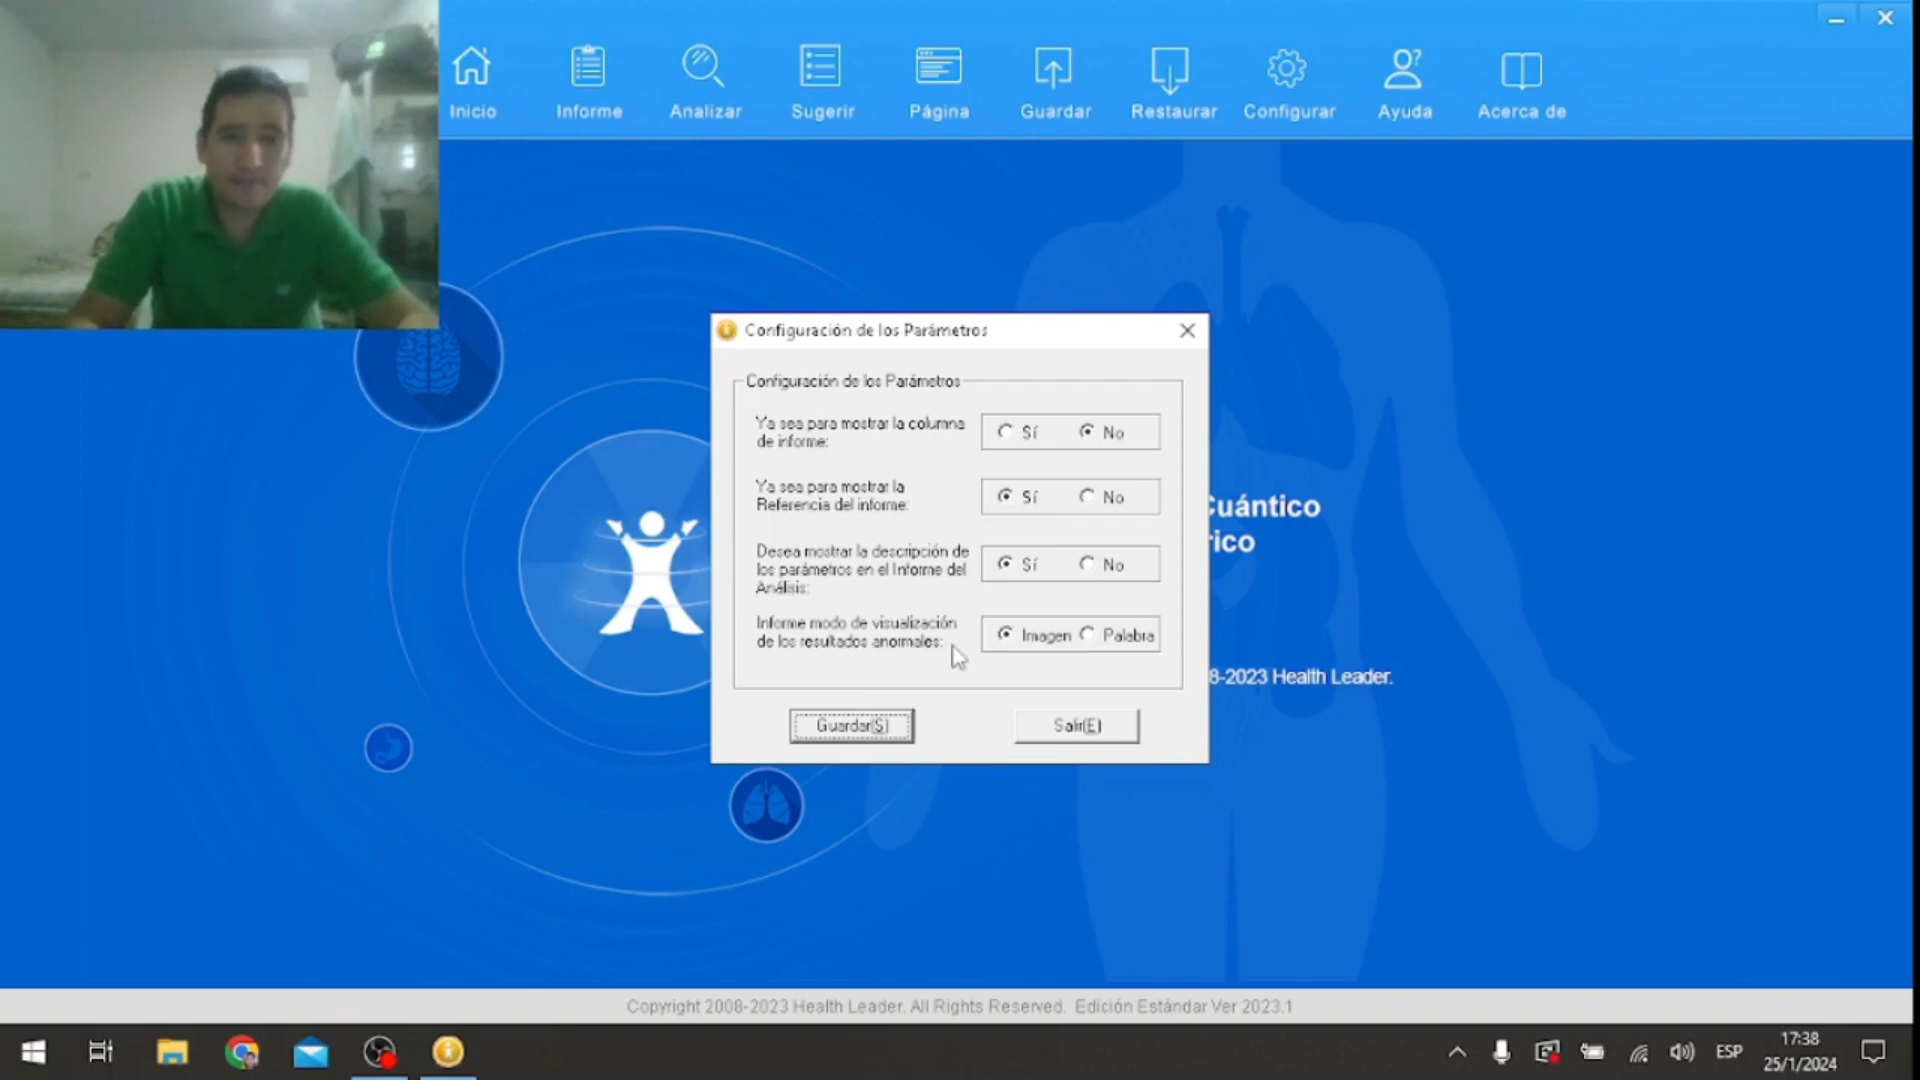 Inicio
Informe
Analizar
Sugerir
Página
Guardar
Restaurar
Configurar
Ayuda
Acerca de
Configuración de los Parámetros
Configuración de los Parámetros
Ya sea para mostrar la columna
de informe:
Sí No
Ya sea para mostrar la
Referencia del informe:
Sí No
Desea mostrar la descripción de
los parámetros en el Informe del
Análisis:
Sí No
Informe modo de visualización
de los resultados anormales:
Imagen Palabra
Guardar(S)
Salir(E)
Cuántico
rico
8-2023 Health Leader.
Copyright 2008-2023 Health Leader. All Rights Reserved. Edición Estándar Ver 2023.1
ESP
17:38
25/1/2024